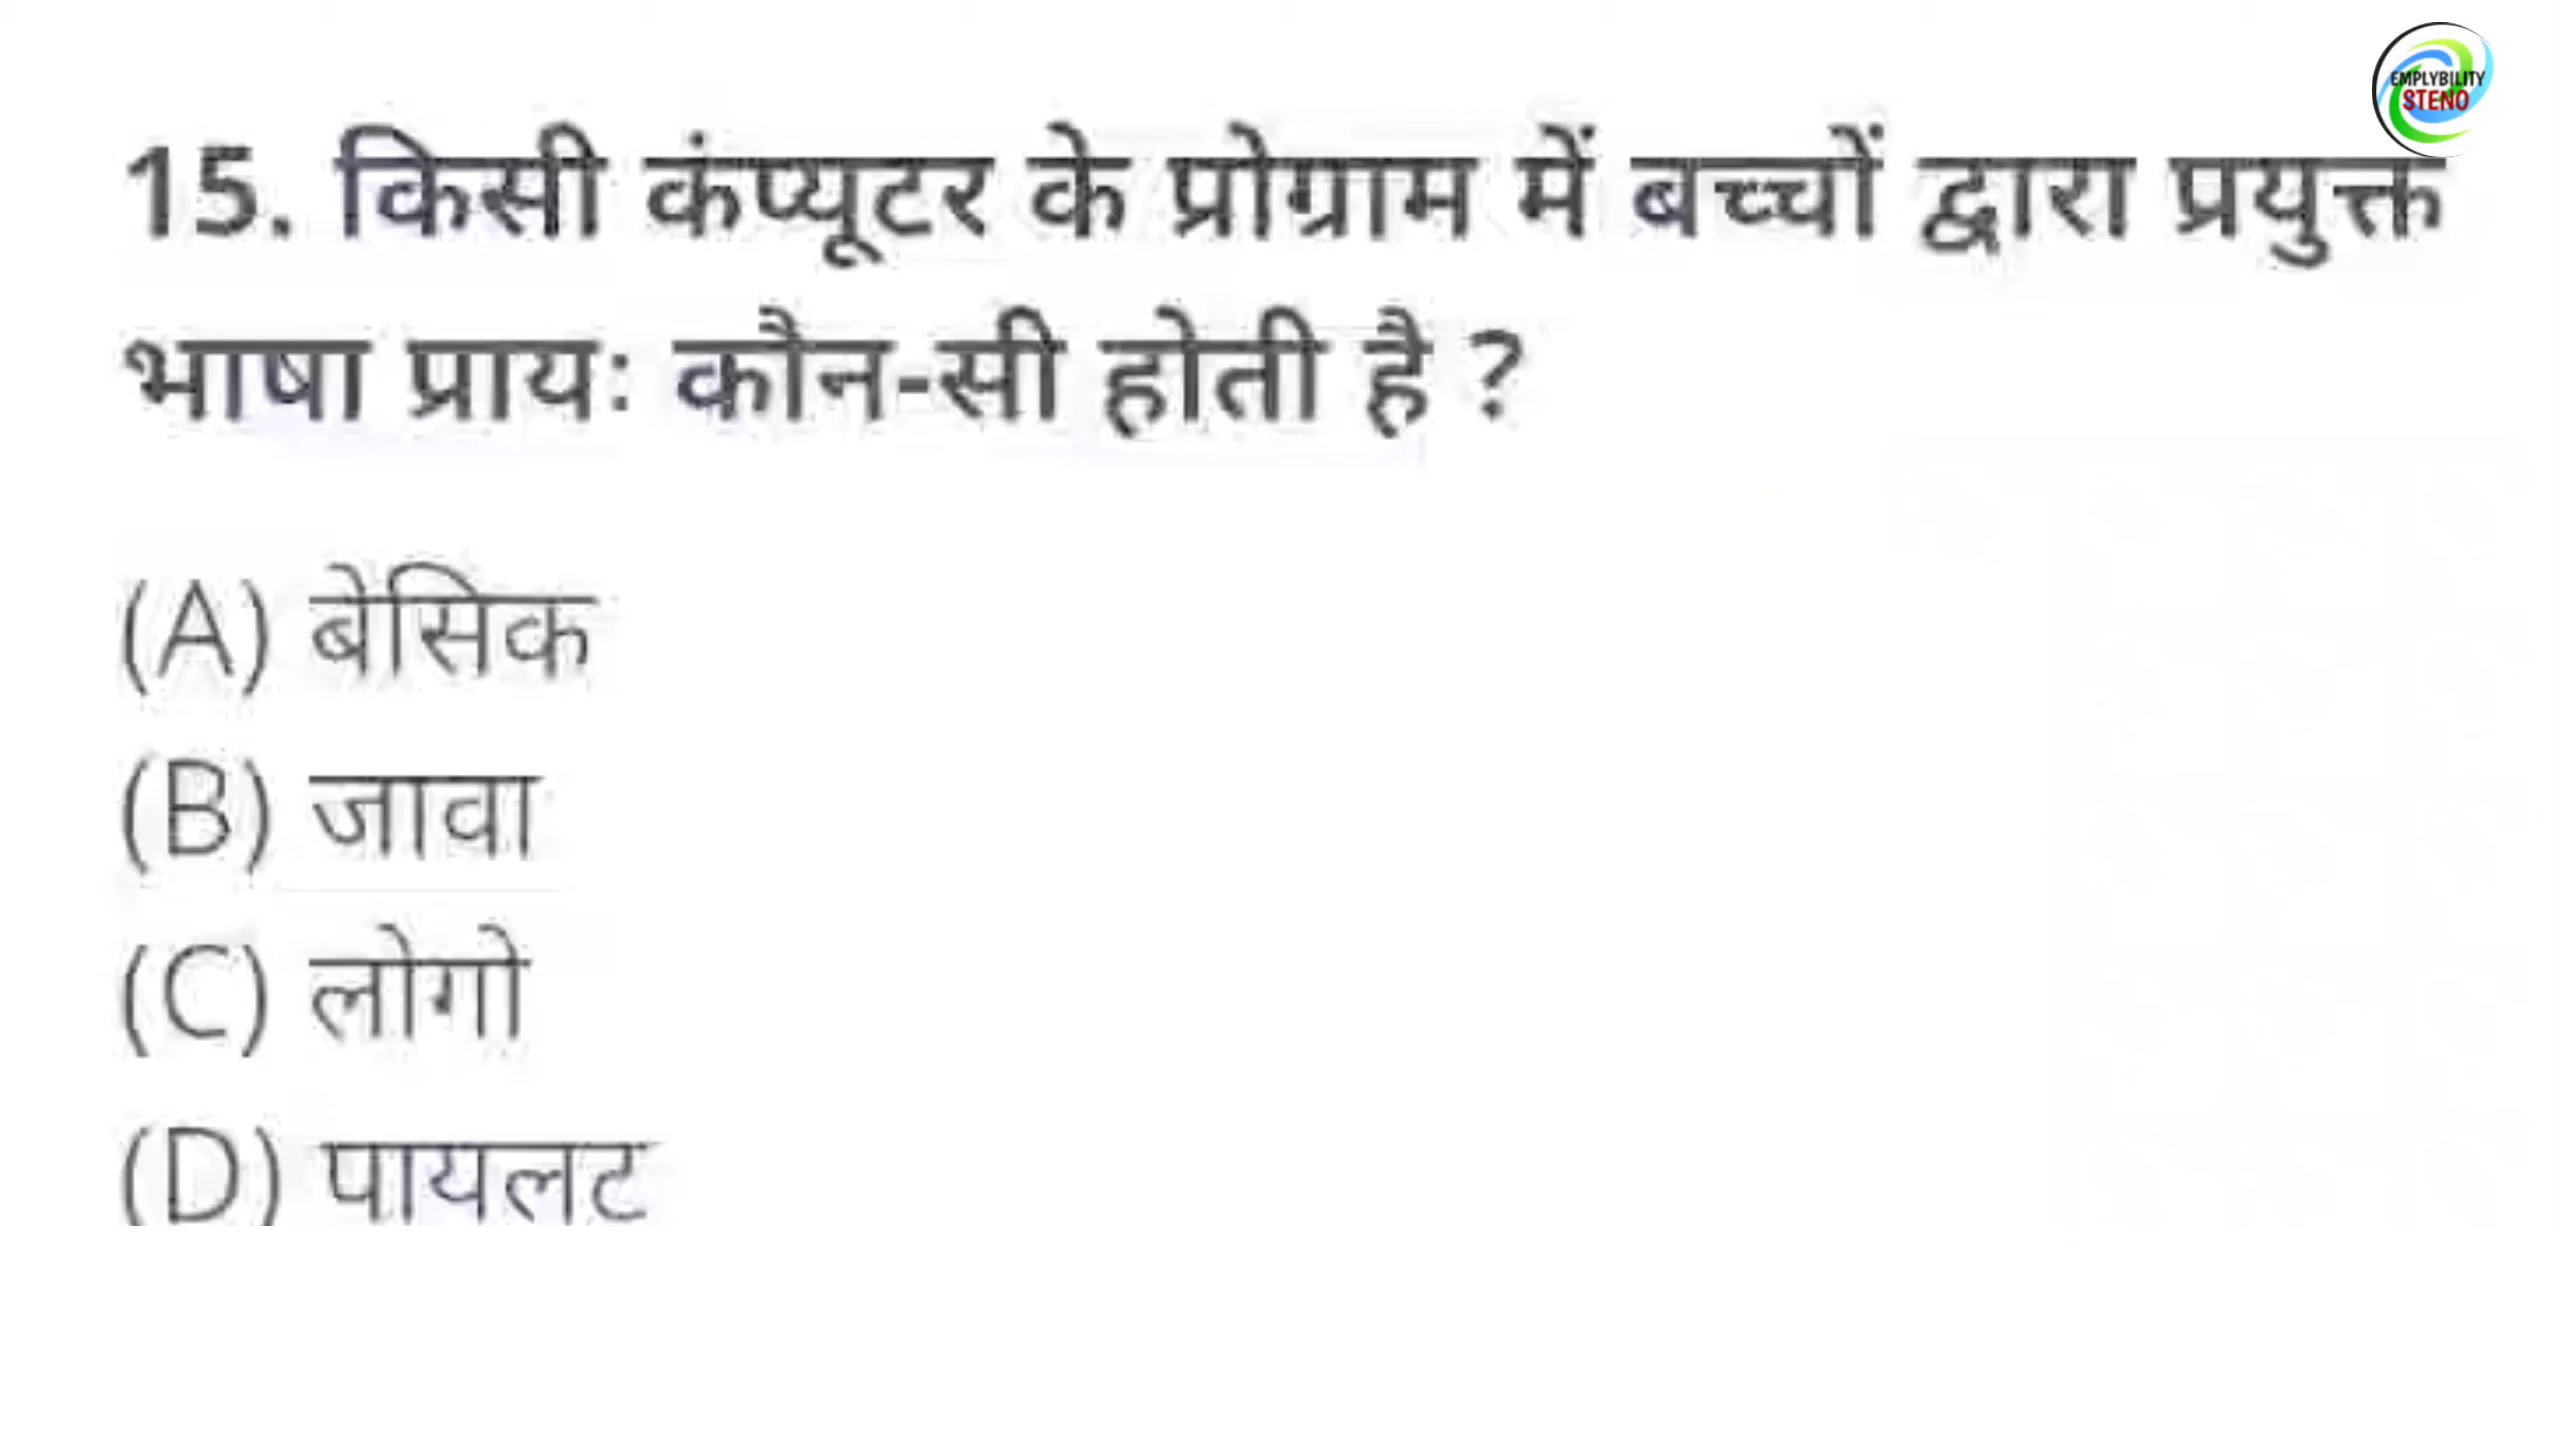 EMPLYBILITY
STENO
15. किसी कंप्यूटर के प्रोग्राम में बच्चों द्वारा प्रयुक्त
भाषा प्रायः कौन-सी होती है ?
(A) बेसिक
(B) जावा
(C) लोगो
(D) पायलट